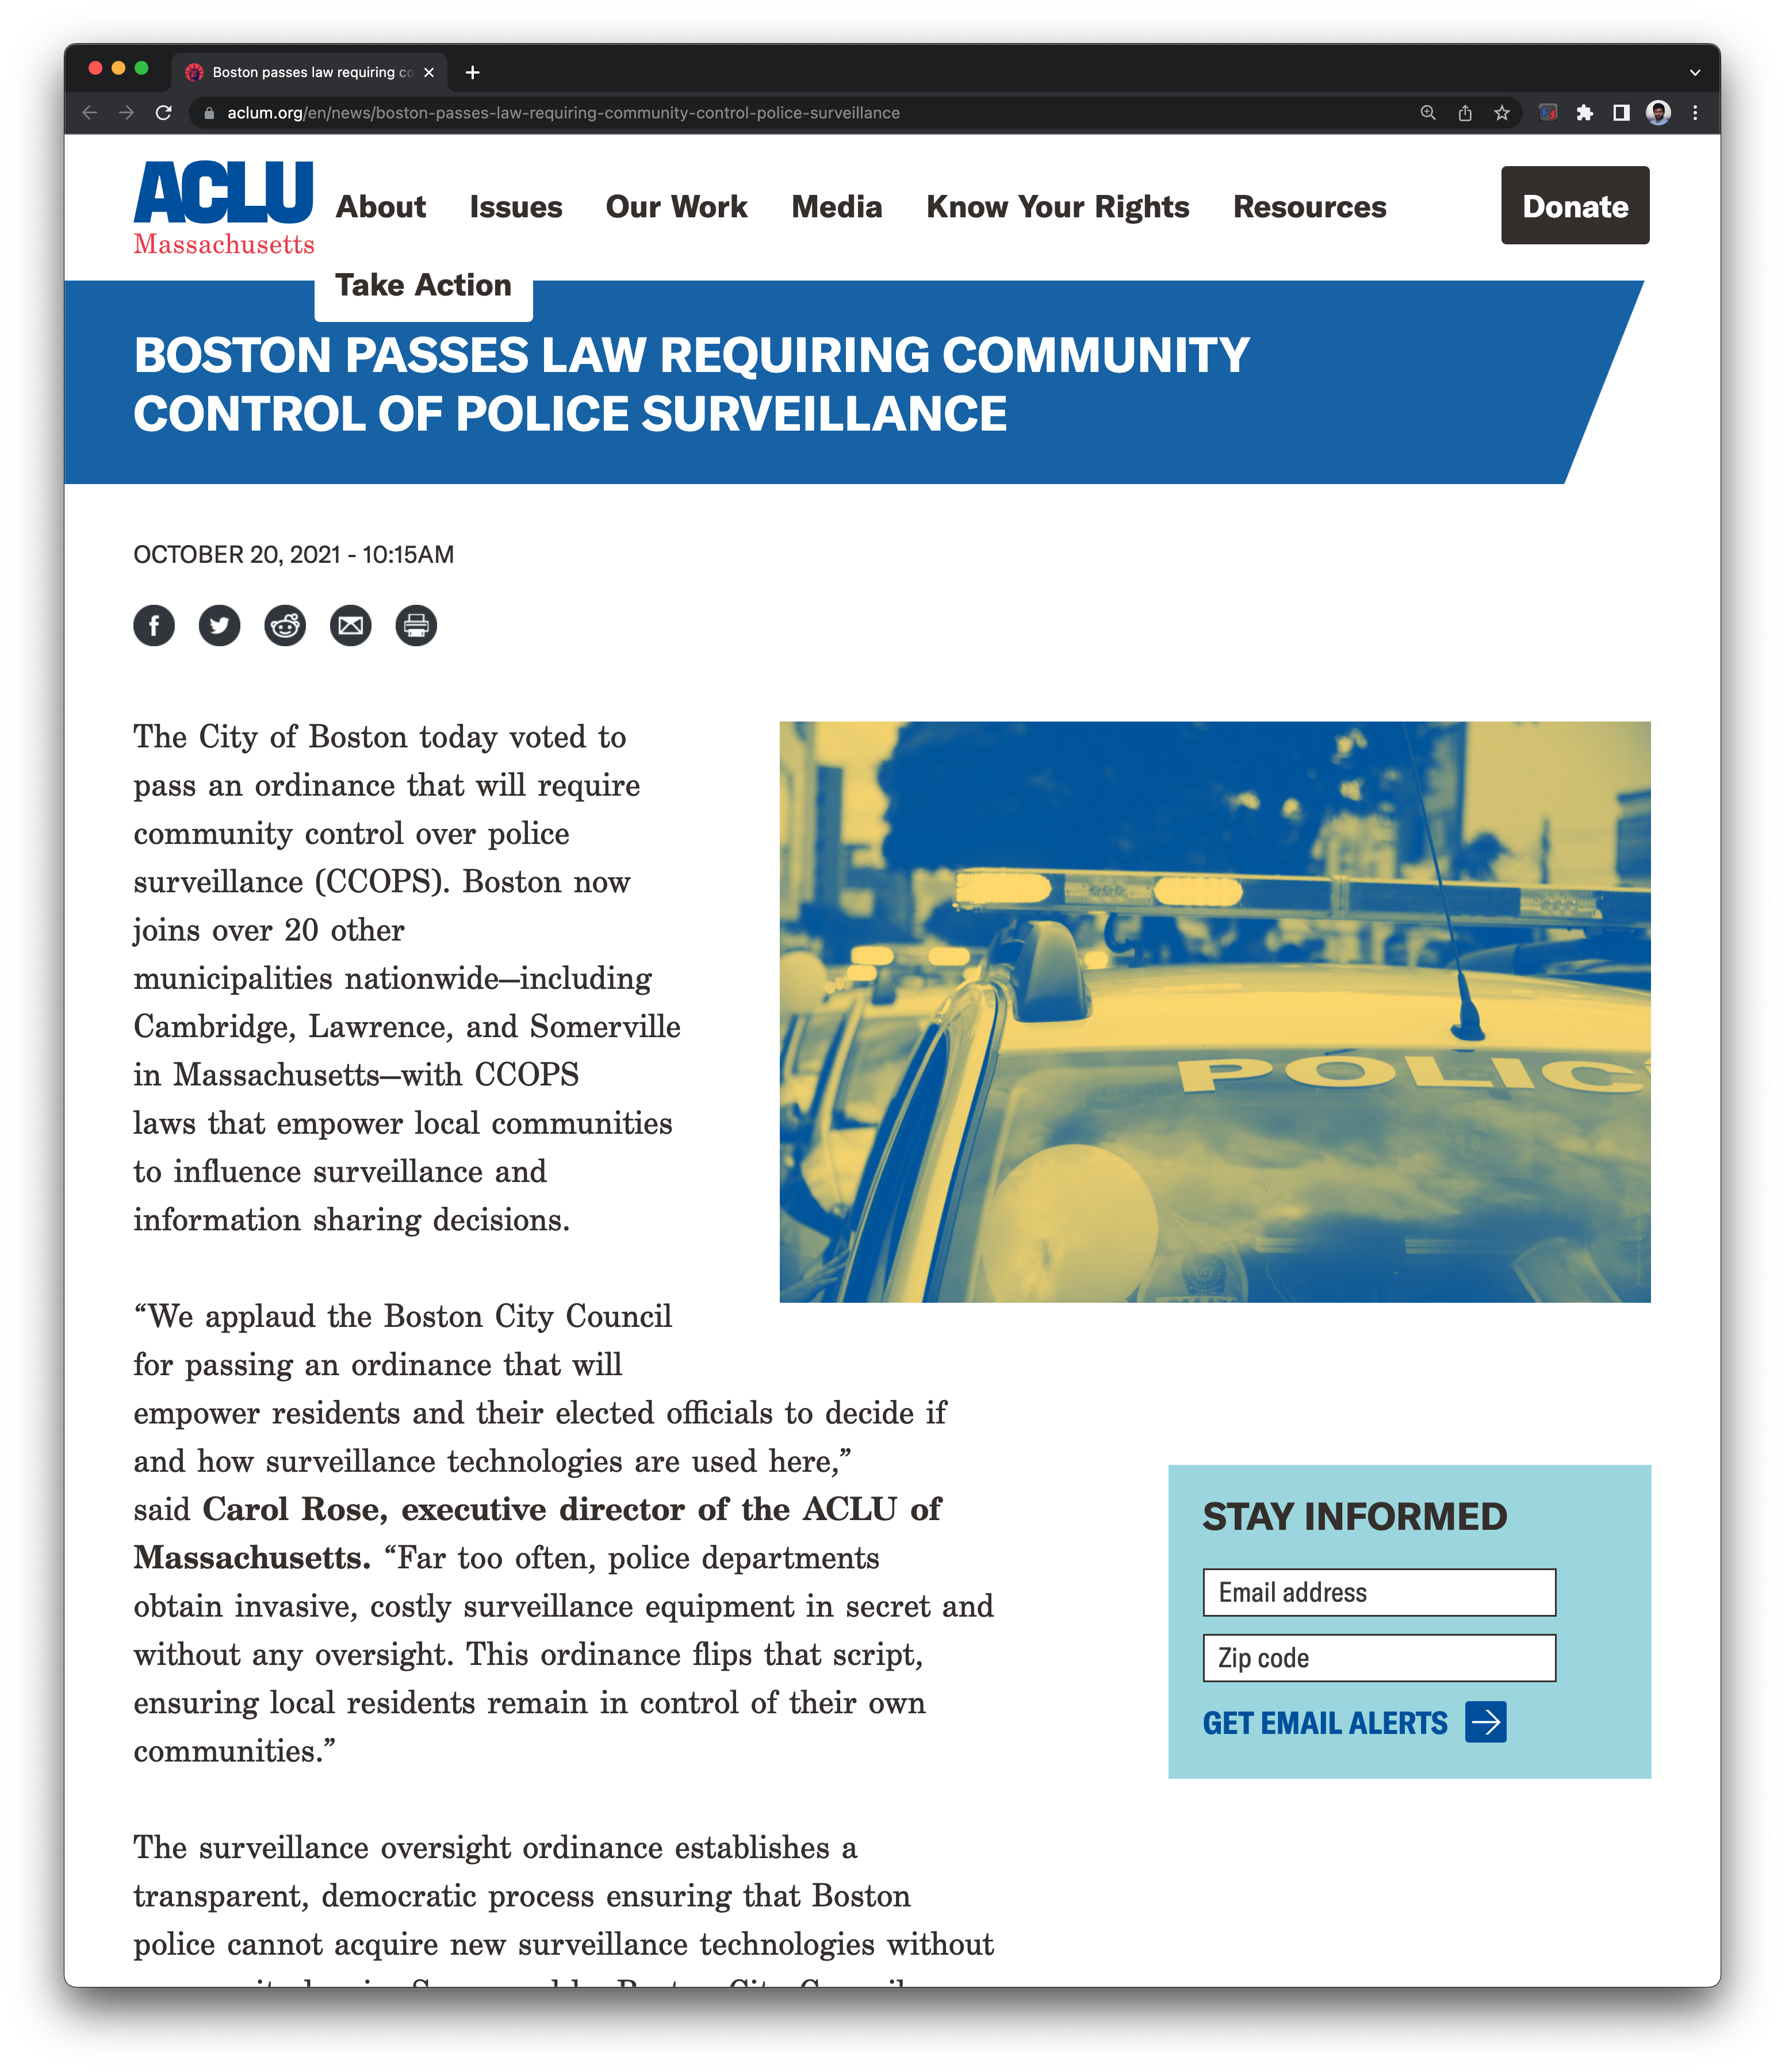 Boston passes law requiring co
aclum.org/en/news/boston-passes-law-requiring-community-control-police-surveillance
ACLU
Massachusetts
About Issues Our Work Media Know Your Rights Resources
Donate
Take Action
BOSTON PASSES LAW REQUIRING COMMUNITY
CONTROL OF POLICE SURVEILLANCE
OCTOBER 20, 2021 - 10:15AM
The City of Boston today voted to
pass an ordinance that will require
community control over police
surveillance (CCOPS). Boston now
joins over 20 other
municipalities nationwide—including
Cambridge, Lawrence, and Somerville
in Massachusetts—with CCOPS
laws that empower local communities
to influence surveillance and
information sharing decisions.
POLIC
“We applaud the Boston City Council
for passing an ordinance that will
empower residents and their elected officials to decide if
and how surveillance technologies are used here,”
said Carol Rose, executive director of the ACLU of
Massachusetts. “Far too often, police departments
obtain invasive, costly surveillance equipment in secret and
without any oversight. This ordinance flips that script,
ensuring local residents remain in control of their own
communities.”
The surveillance oversight ordinance establishes a
transparent, democratic process ensuring that Boston
police cannot acquire new surveillance technologies without
STAY INFORMED
Email address
Zip code
GET EMAIL ALERTS